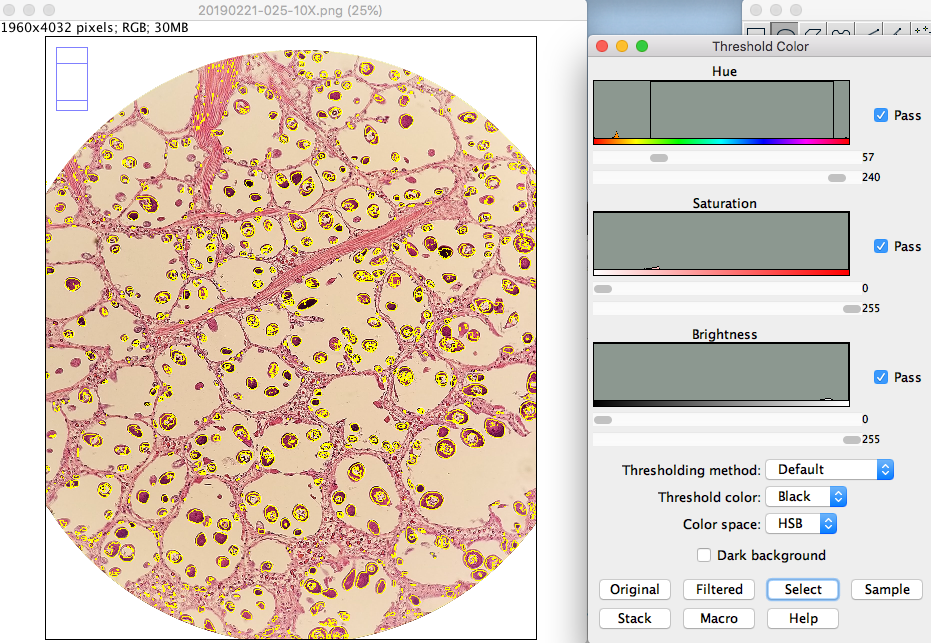 20190221-025-10X.png (25%)
1960x4032 pixels; RGB; 30MB
Threshold Color
Hue
Pass
57
240
Saturation
Pass
0
255
Brightness
Pass
0
255
Thresholding method: Default
Threshold color: Black
Color space: HSB
Dark background
Original Filtered Select Sample
Stack Macro Help